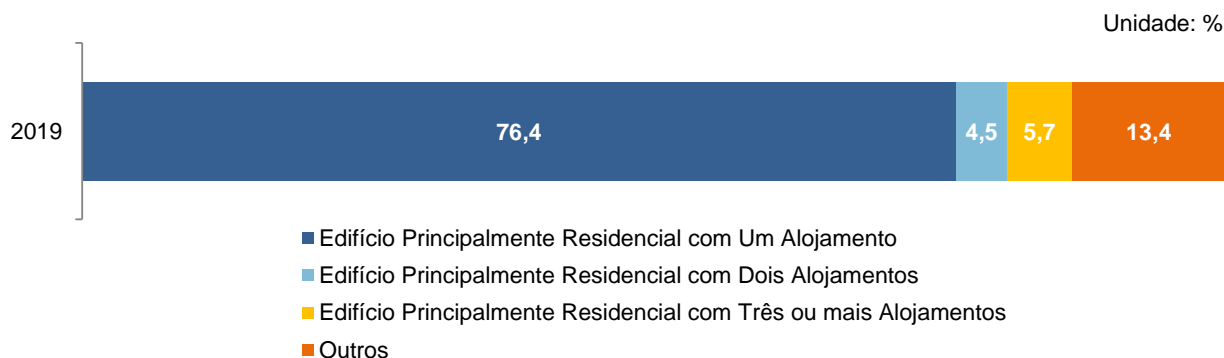 Unidade: %
2019
76,4 4,5 5,7 13,4
Edifício Principalmente Residencial com Um Alojamento
Edifício Principalmente Residencial com Dois Alojamentos
Edifício Principalmente Residencial com Três ou mais Alojamentos
Outros